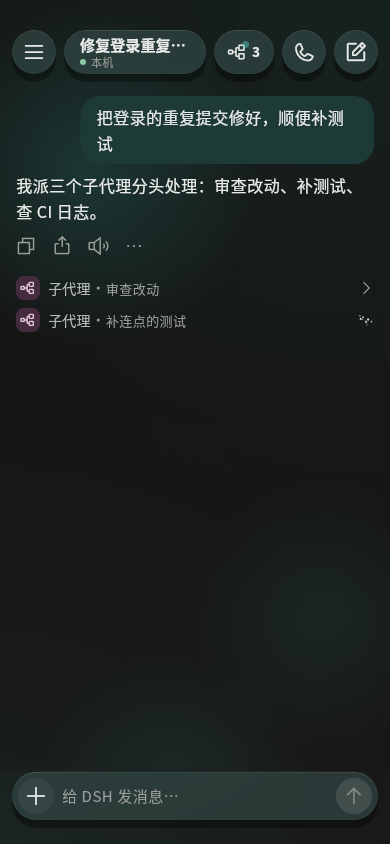 修复登录重复…
本机
3
把登录的重复提交修好，顺便补测
试
我派三个子代理分头处理：审查改动、补测试、
查 CI 日志。
子代理·审查改动
子代理·补连点的测试
给 DSH 发消息…